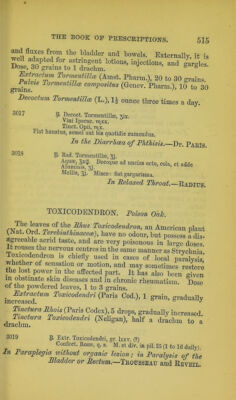 THE BOOK OF PRESCRIPTIONS. 515
and fluxes from the bladder and bowels. Externally, it is
well adapted for astringent lotions, injections, and gargles.
Dose, 30 grains to 1 drachm.
Extractum Tormentillæ (Amst. Pharm.), 20 to 30 grains.
Pulvis Tormentillæ compositus (Genev. Pharm.), 10 to 30
grains.
Decoctum Tormentillæ (L.), 1½ ounce three times a day.
3017 ℞. Decoct. Tormentillæ, ʒix.
Vini Ipecac. ♏xx.
Tinct. Opii, ♏x.
Fiat haustus, semel aut bis quotidie sumendus.
In the Diarrhœa of Phthisis.—Dr. PARIS.
3018 ℞. Rad. Tormentillæ, ℥j.
Aquæ, Decoque ad uncias octo, cola, et adde
Aluminis, ʒj.
Mellis, ℥j. Misce: fiat gargarisma.
In Relaxed Throat.—RADIUS.
TOXICODENDRON. Poison Oak.
The leaves of the Rhus Toxicodendron, an American plant
(Nat. Ord. Terebinthinaceæ), have no odour, but possess a dis-
agreeable acrid taste, and are very poisonous in large doses.
It rouses the nervous centres in the same manner as Strychnia.
Toxicodendron is chiefly used in cases of local paralysis,
whether of sensation or motion, and may sometimes restore
the lost power in the affected part. It has also been given
in obstinate skin diseases and in chronic rheumatism. Dose
of the powdered leaves, 1 to 3 grains.
Extractum Toxicodendri (Paris Cod.), 1 grain, gradually
increased.
Tinctura Rhois (Paris Codex), 5 drops, gradually increased.
Tinctura Toxicodendri (Neligan), half a drachm to a
drachm.
3019 ℞. Extr. Toxicodendri, gr. lxxv. (?)
Confect. Rosæ, q. s. M. et div. in pil. 25 (1 to 16 daily).
In Paraplegia without organic lesion; in Paralysis of the
Bladder or Rectum.—TROUSSEAU and REVEIL.